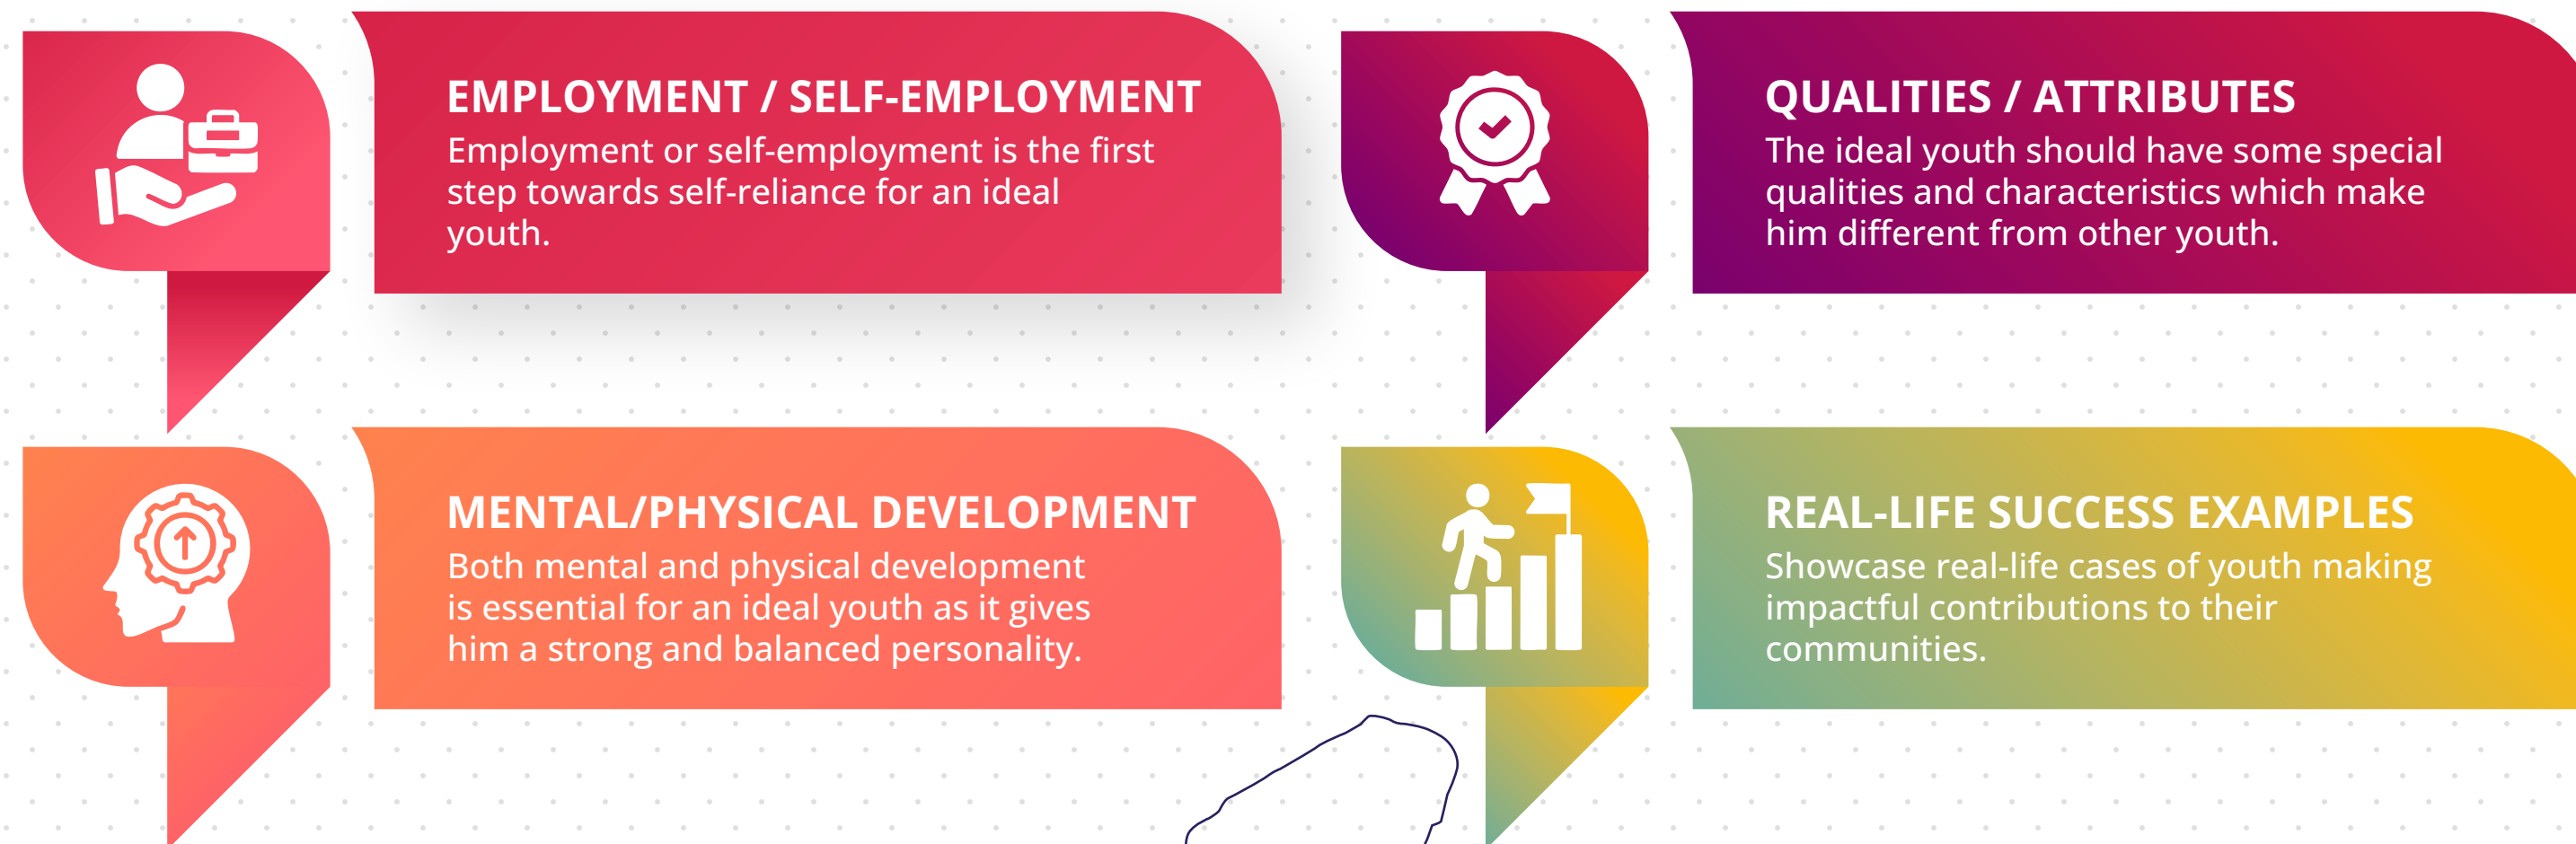 EMPLOYMENT / SELF-EMPLOYMENT
Employment or self-employment is the first
step towards self-reliance for an ideal
youth.
QUALITIES / ATTRIBUTES
The ideal youth should have some special
qualities and characteristics which make
him different from other youth.
MENTAL/PHYSICAL DEVELOPMENT
Both mental and physical development
is essential for an ideal youth as it gives
him a strong and balanced personality.
REAL-LIFE SUCCESS EXAMPLES
Showcase real-life cases of youth making
impactful contributions to their
communities.